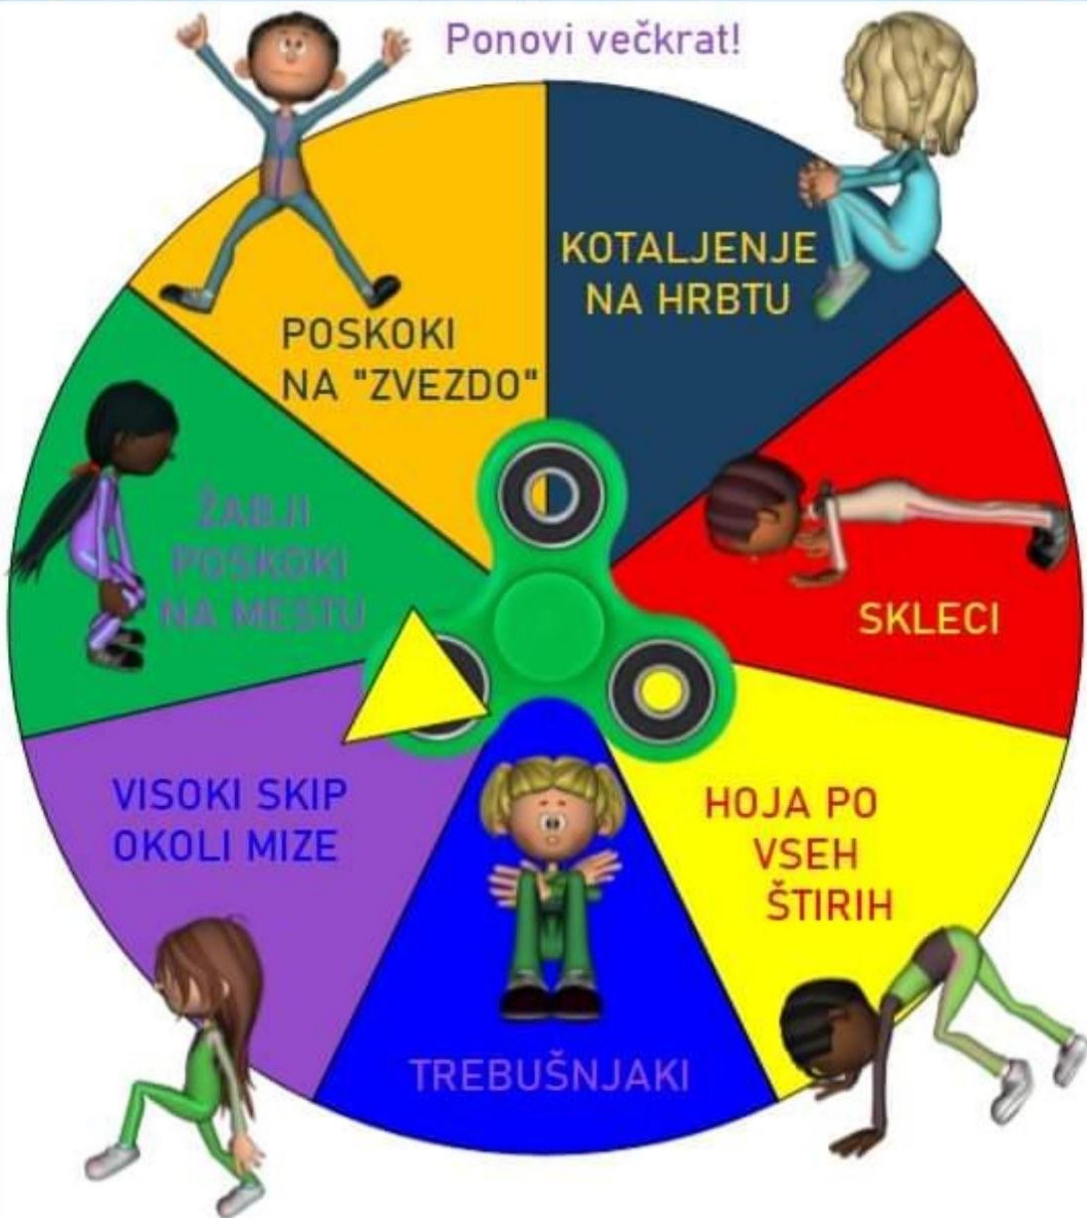 Ponovi večkrat!
KOTALJENJE
NA HRBTU
SKLECI
HOJA PO
VSEH
ŠTIRIH
TREBUŠNJAKI
VISOKI SKIP
OKOLI MIZE
ŽABJI
POSKOKI
NA MESTU
POSKOKI
NA "ZVEZDO"